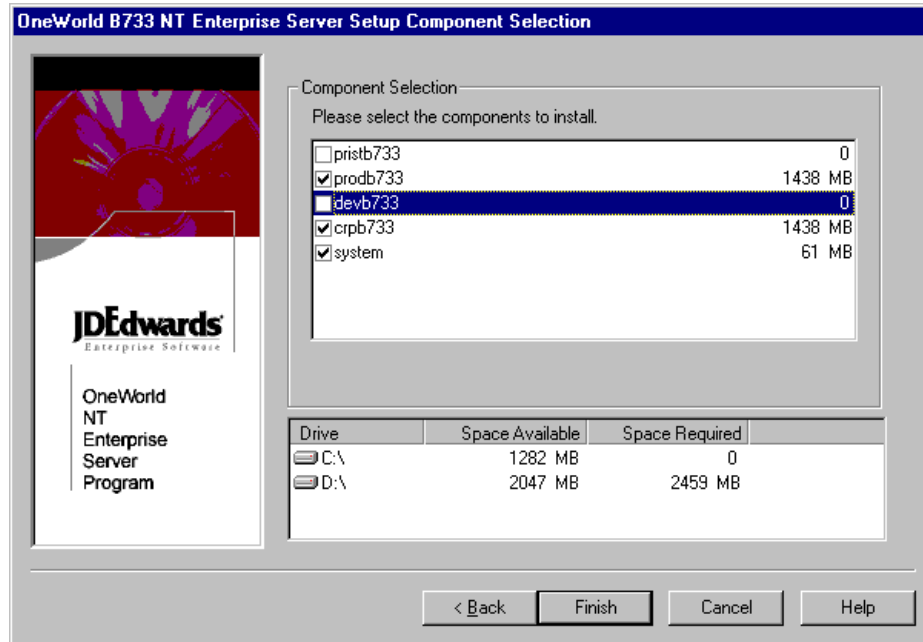 OneWorld B733 NT Enterprise Server Setup Component Selection
Component Selection
Please select the components to install.
pristb733 0
prodb733 1438 MB
devb733 0
crpb733 1438 MB
system 61 MB
JDEdwards
Enterprise Software
OneWorld
NT
Enterprise
Server
Program
Drive Space Available Space Required
C:\ 1282 MB 0
D:\ 2047 MB 2459 MB
< Back Finish Cancel Help